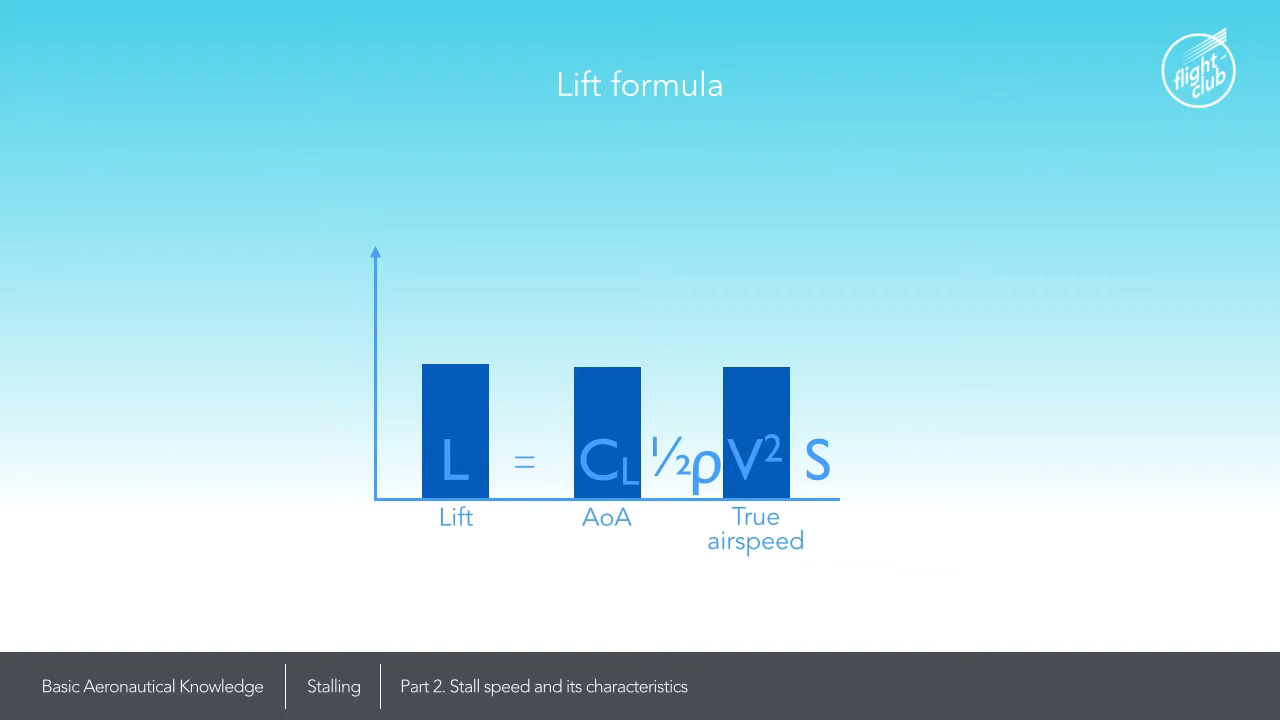 Lift formula
flight-
club
L = CL ½ρV² S
Lift
AoA
True
airspeed
Basic Aeronautical Knowledge
Stalling
Part 2. Stall speed and its characteristics